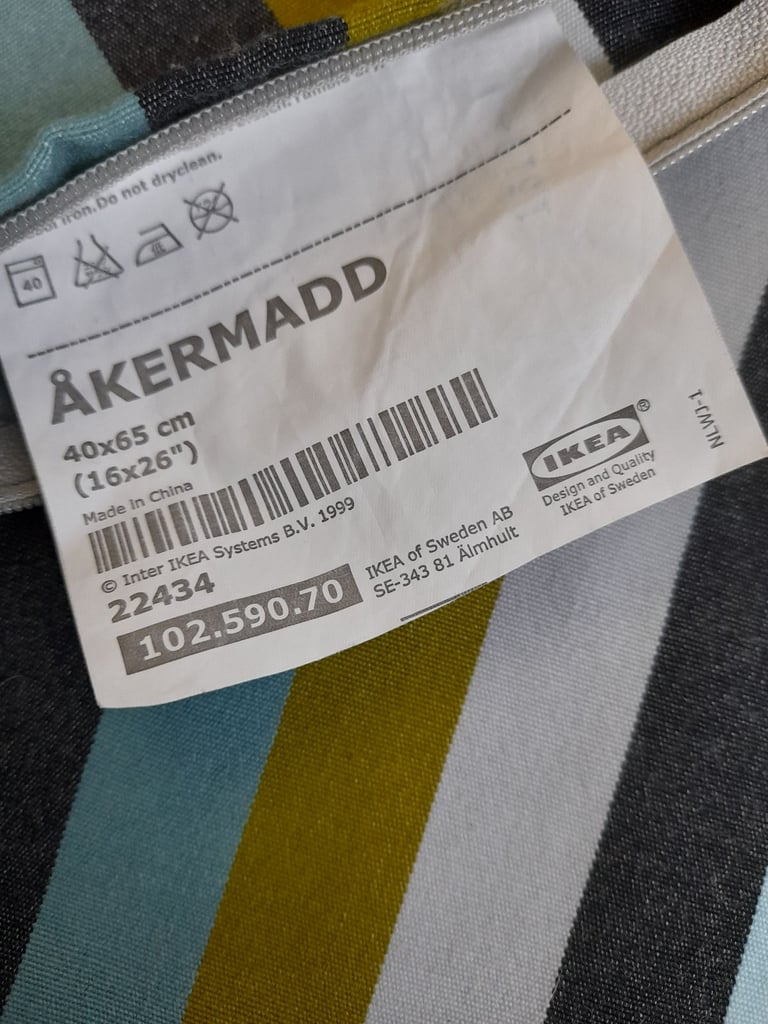 iron.Do not dryclean.
40
ÅKERMADD
40x65 cm
(16x26")
Made in China
© Inter IKEA Systems B.V. 1999
22434
102.590.70
IKEA of Sweden AB
SE-343 81 Älmhult
IKEA®
Design and Quality
IKEA of Sweden
NLWJ-1